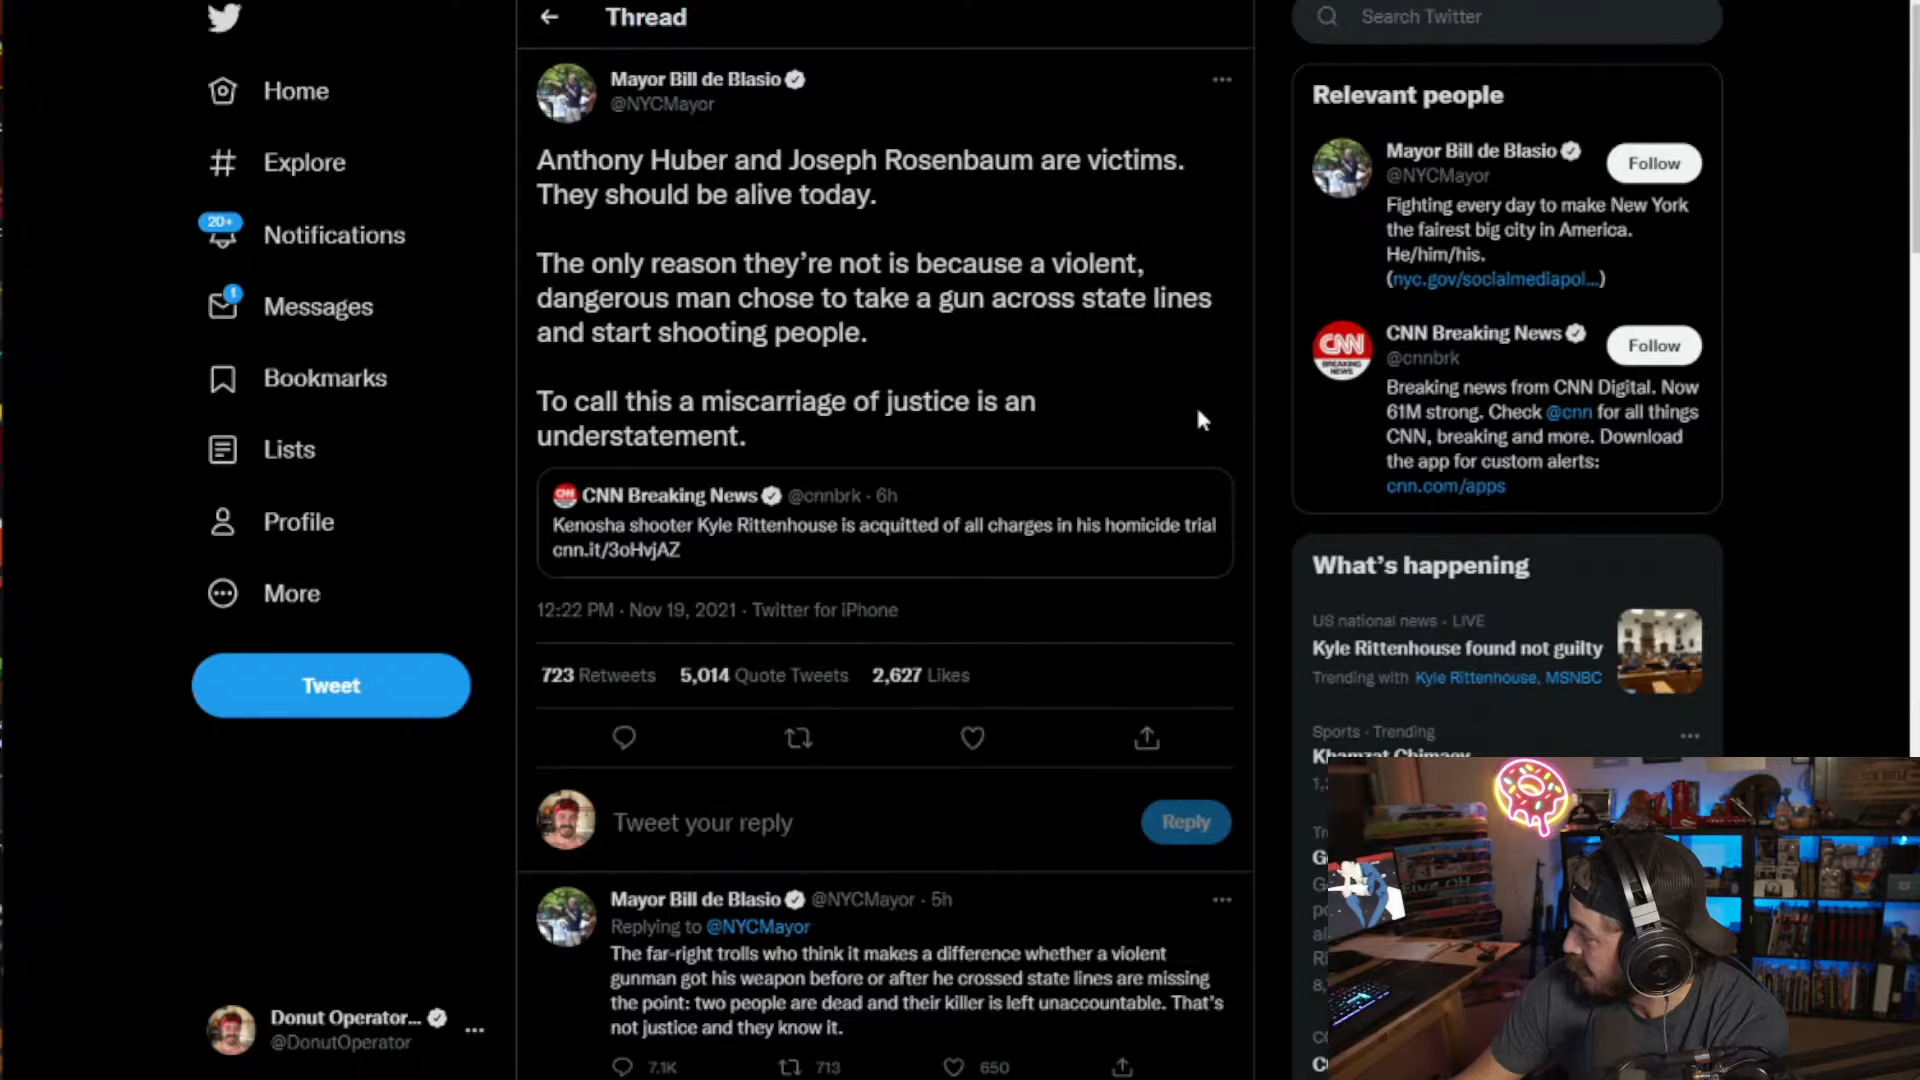 Thread
Search Twitter
Home
Explore
20+
Notifications
1
Messages
Bookmarks
Lists
Profile
More
Tweet
Donut Operator...
@DonutOperator
Mayor Bill de Blasio
@NYCMayor
Anthony Huber and Joseph Rosenbaum are victims.
They should be alive today.
The only reason they're not is because a violent,
dangerous man chose to take a gun across state lines
and start shooting people.
To call this a miscarriage of justice is an
understatement.
CNN Breaking News @cnnbrk · 6h
Kenosha shooter Kyle Rittenhouse is acquitted of all charges in his homicide trial
cnn.it/3oHvjAZ
12:22 PM · Nov 19, 2021 · Twitter for iPhone
723 Retweets 5,014 Quote Tweets 2,627 Likes
Tweet your reply
Reply
Mayor Bill de Blasio @NYCMayor · 5h
Replying to @NYCMayor
The far-right trolls who think it makes a difference whether a violent
gunman got his weapon before or after he crossed state lines are missing
the point: two people are dead and their killer is left unaccountable. That's
not justice and they know it.
7.1K 713 650
Relevant people
Mayor Bill de Blasio
@NYCMayor
Follow
Fighting every day to make New York
the fairest big city in America.
He/him/his.
(nyc.gov/socialmediapol...)
CNN BREAKING NEWS
CNN Breaking News
@cnnbrk
Follow
Breaking news from CNN Digital. Now
61M strong. Check @cnn for all things
CNN, breaking and more. Download
the app for custom alerts:
cnn.com/apps
What's happening
US national news · LIVE
Kyle Rittenhouse found not guilty
Trending with Kyle Rittenhouse, MSNBC
Sports · Trending
Khamzat Chimaev